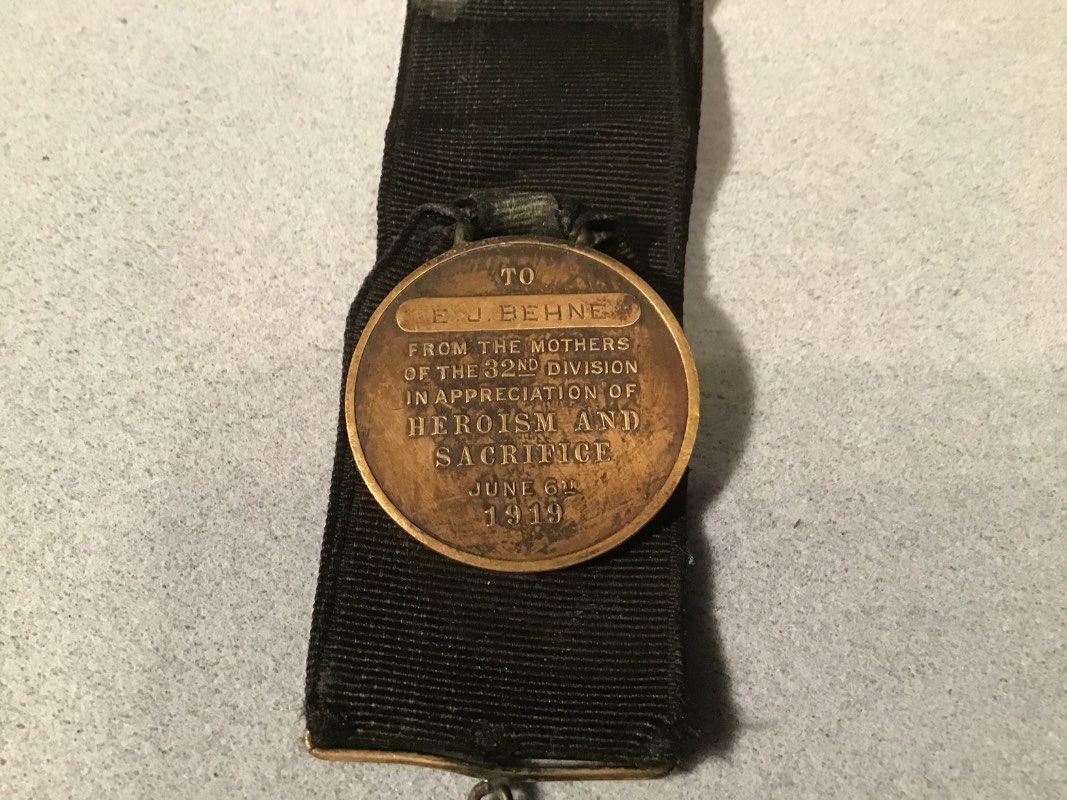 TO
E. J. BEHNE
FROM THE MOTHERS
OF THE 32ND DIVISION
IN APPRECIATION OF
HEROISM AND
SACRIFICE
JUNE 6TH
1919